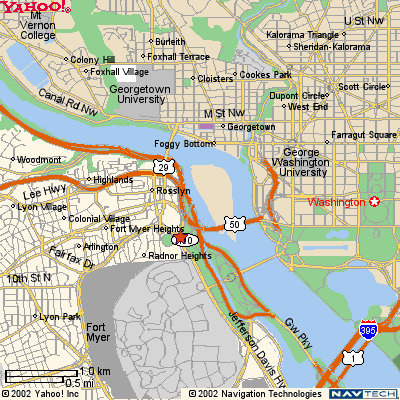 YAHOO!
U St Nw
Mt
Vernon
College
Burleith
Kalorama Triangle
Sheridan-Kalorama
Foxhall Terrace
Colony Hill
Foxhall Village
Cloisters
Cookes Park
Scott Circle
Georgetown
University
Dupont Circle
West End
Canal Rd Nw
M St Nw
Georgetown
Farragut Square
Foggy Bottom
George
Washington
University
Woodmont
29
Lee Hwy
Highlands
Rosslyn
Washington
Lyon Village
Colonial Village
50
Fort Myer Heights
Arlington
Fairfax Dr
Radnor Heights
10th St N
Lyon Park
Fort
Myer
Jefferson Davis Hwy
GW Pky
395
1
1.0 km
0.5 mi
©2002 Yahoo! Inc
©2002 Navigation Technologies
NAVTECH